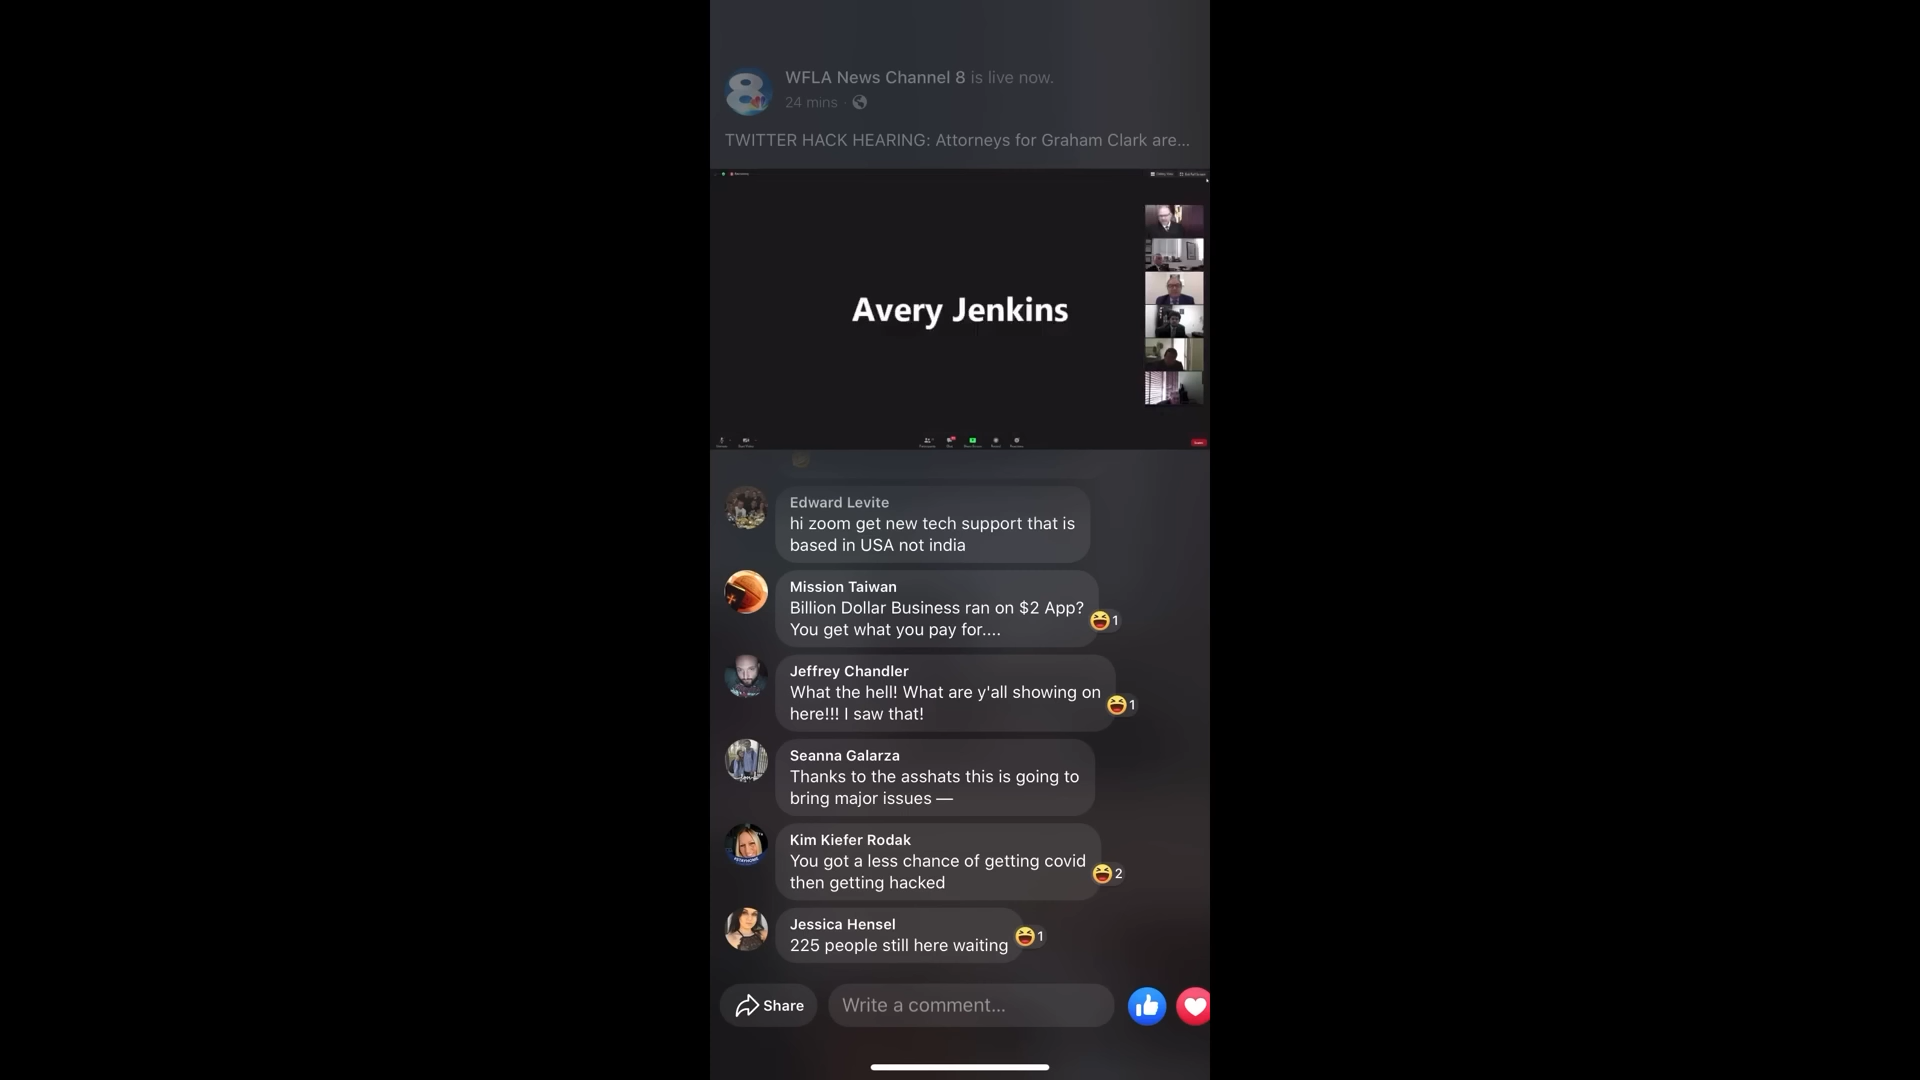 8
WFLA News Channel 8 is live now.
24 mins ·
TWITTER HACK HEARING: Attorneys for Graham Clark are...
Avery Jenkins
Edward Levite
hi zoom get new tech support that is
based in USA not india
Mission Taiwan
Billion Dollar Business ran on $2 App?
You get what you pay for....
1
Jeffrey Chandler
What the hell! What are y'all showing on
here!!! I saw that!
1
Seanna Galarza
Thanks to the asshats this is going to
bring major issues —
Kim Kiefer Rodak
You got a less chance of getting covid
then getting hacked
2
Jessica Hensel
225 people still here waiting
1
Share
Write a comment...